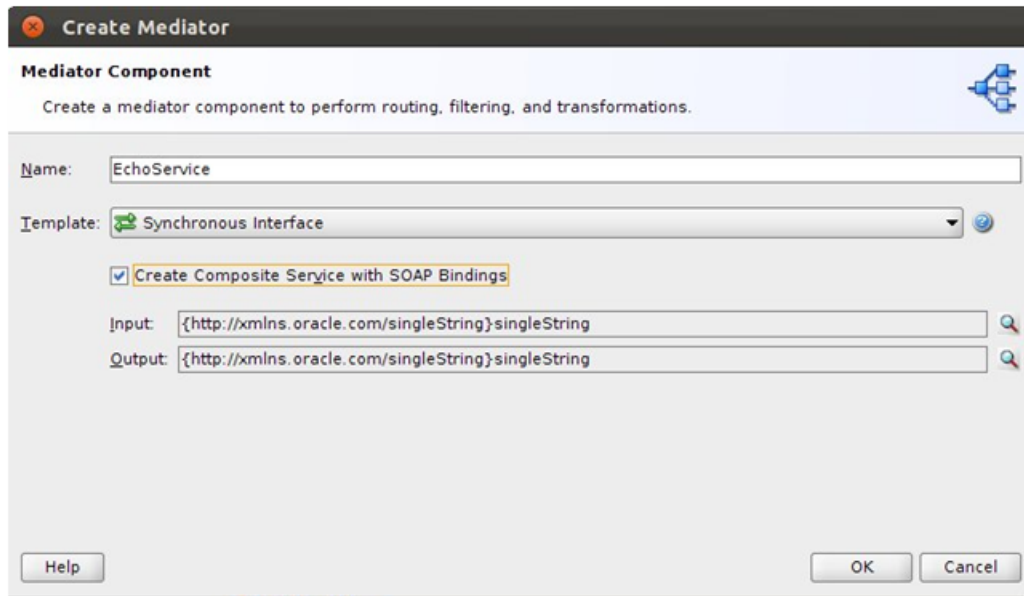 Create Mediator
Mediator Component
Create a mediator component to perform routing, filtering, and transformations.
Name: EchoService
Template: Synchronous Interface
Create Composite Service with SOAP Bindings
Input: {http://xmlns.oracle.com/singleString}singleString
Output: {http://xmlns.oracle.com/singleString}singleString
Help OK Cancel